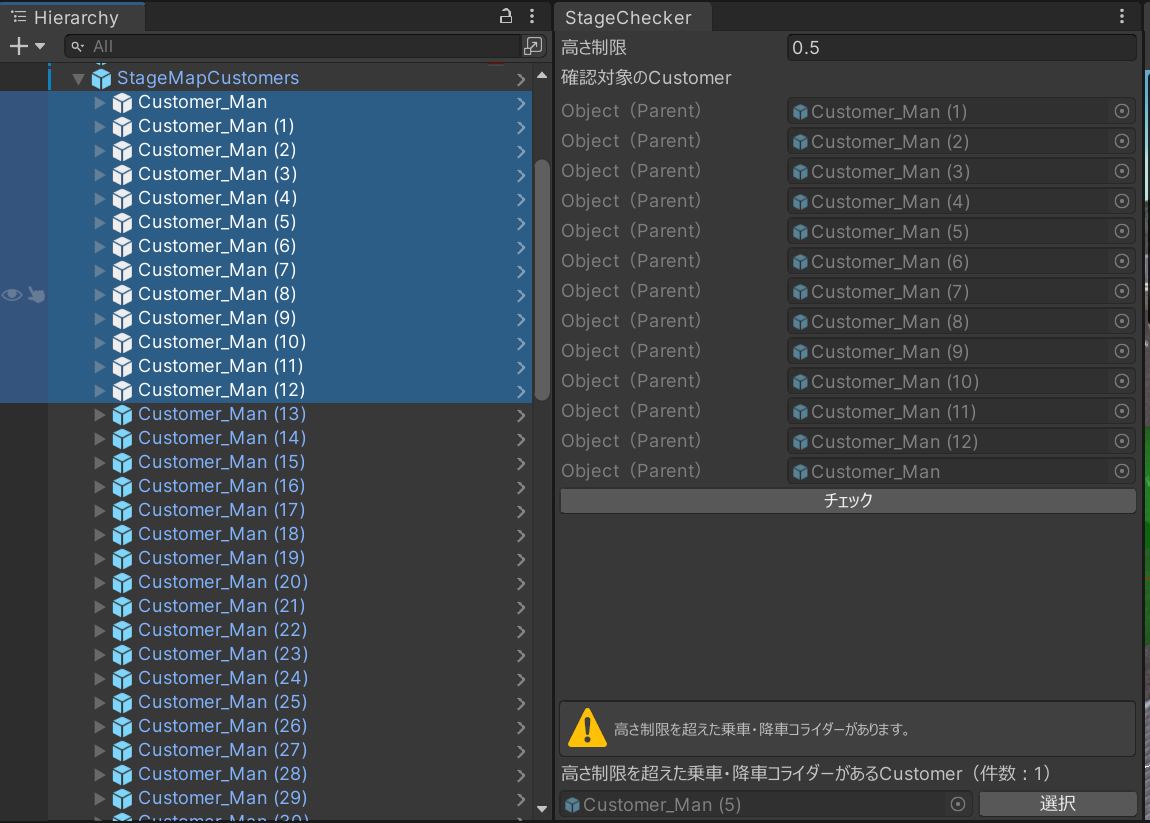 Hierarchy
All
StageMapCustomers
Customer_Man
Customer_Man (1)
Customer_Man (2)
Customer_Man (3)
Customer_Man (4)
Customer_Man (5)
Customer_Man (6)
Customer_Man (7)
Customer_Man (8)
Customer_Man (9)
Customer_Man (10)
Customer_Man (11)
Customer_Man (12)
Customer_Man (13)
Customer_Man (14)
Customer_Man (15)
Customer_Man (16)
Customer_Man (17)
Customer_Man (18)
Customer_Man (19)
Customer_Man (20)
Customer_Man (21)
Customer_Man (22)
Customer_Man (23)
Customer_Man (24)
Customer_Man (25)
Customer_Man (26)
Customer_Man (27)
Customer_Man (28)
Customer_Man (29)
Customer_Man (30)
StageChecker
高さ制限 0.5
確認対象のCustomer
Object（Parent） Customer_Man (1)
Object（Parent） Customer_Man (2)
Object（Parent） Customer_Man (3)
Object（Parent） Customer_Man (4)
Object（Parent） Customer_Man (5)
Object（Parent） Customer_Man (6)
Object（Parent） Customer_Man (7)
Object（Parent） Customer_Man (8)
Object（Parent） Customer_Man (9)
Object（Parent） Customer_Man (10)
Object（Parent） Customer_Man (11)
Object（Parent） Customer_Man (12)
Object（Parent） Customer_Man
チェック
高さ制限を超えた乗車・降車コライダーがあります。
高さ制限を超えた乗車・降車コライダーがあるCustomer（件数：1）
Customer_Man (5) 選択